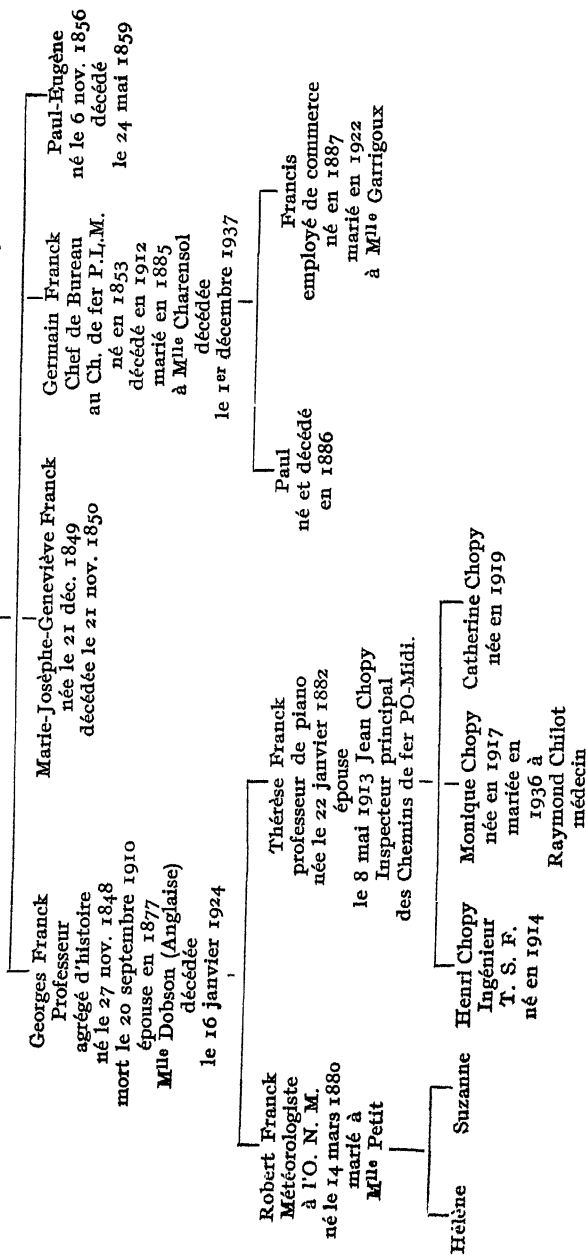 Georges Franck
Professeur
agrégé d'histoire
né le 27 nov. 1848
mort le 20 septembre 1910
épouse en 1877
Mlle Dobson (Anglaise)
décédée
le 16 janvier 1924
Marie-Josèphe-Geneviève Franck
née le 21 déc. 1849
décédée le 21 nov. 1850
Germain Franck
Chef de Bureau
au Ch. de fer P.L.M.
né en 1853
décédé en 1912
marié en 1885
à Mlle Charensol
décédée
le 1er décembre 1937
Paul-Eugène
né le 6 nov. 1856
décédé
le 24 mai 1859
Robert Franck
Météorologiste
à l'O. N. M.
né le 14 mars 1880
marié à
Mlle Petit
Thérèse Franck
professeur de piano
née le 22 janvier 1882
épouse
le 8 mai 1913 Jean Chopy
Inspecteur principal
des Chemins de fer PO-Midi.
Paul
né et décédé
en 1886
Francis
employé de commerce
né en 1887
marié en 1922
à Mlle Garrigoux
Hélène
Suzanne
Henri Chopy
Ingénieur
T. S. F.
né en 1914
Monique Chopy
née en 1917
mariée en
1936 à
Raymond Chilot
médecin
Catherine Chopy
née en 1919